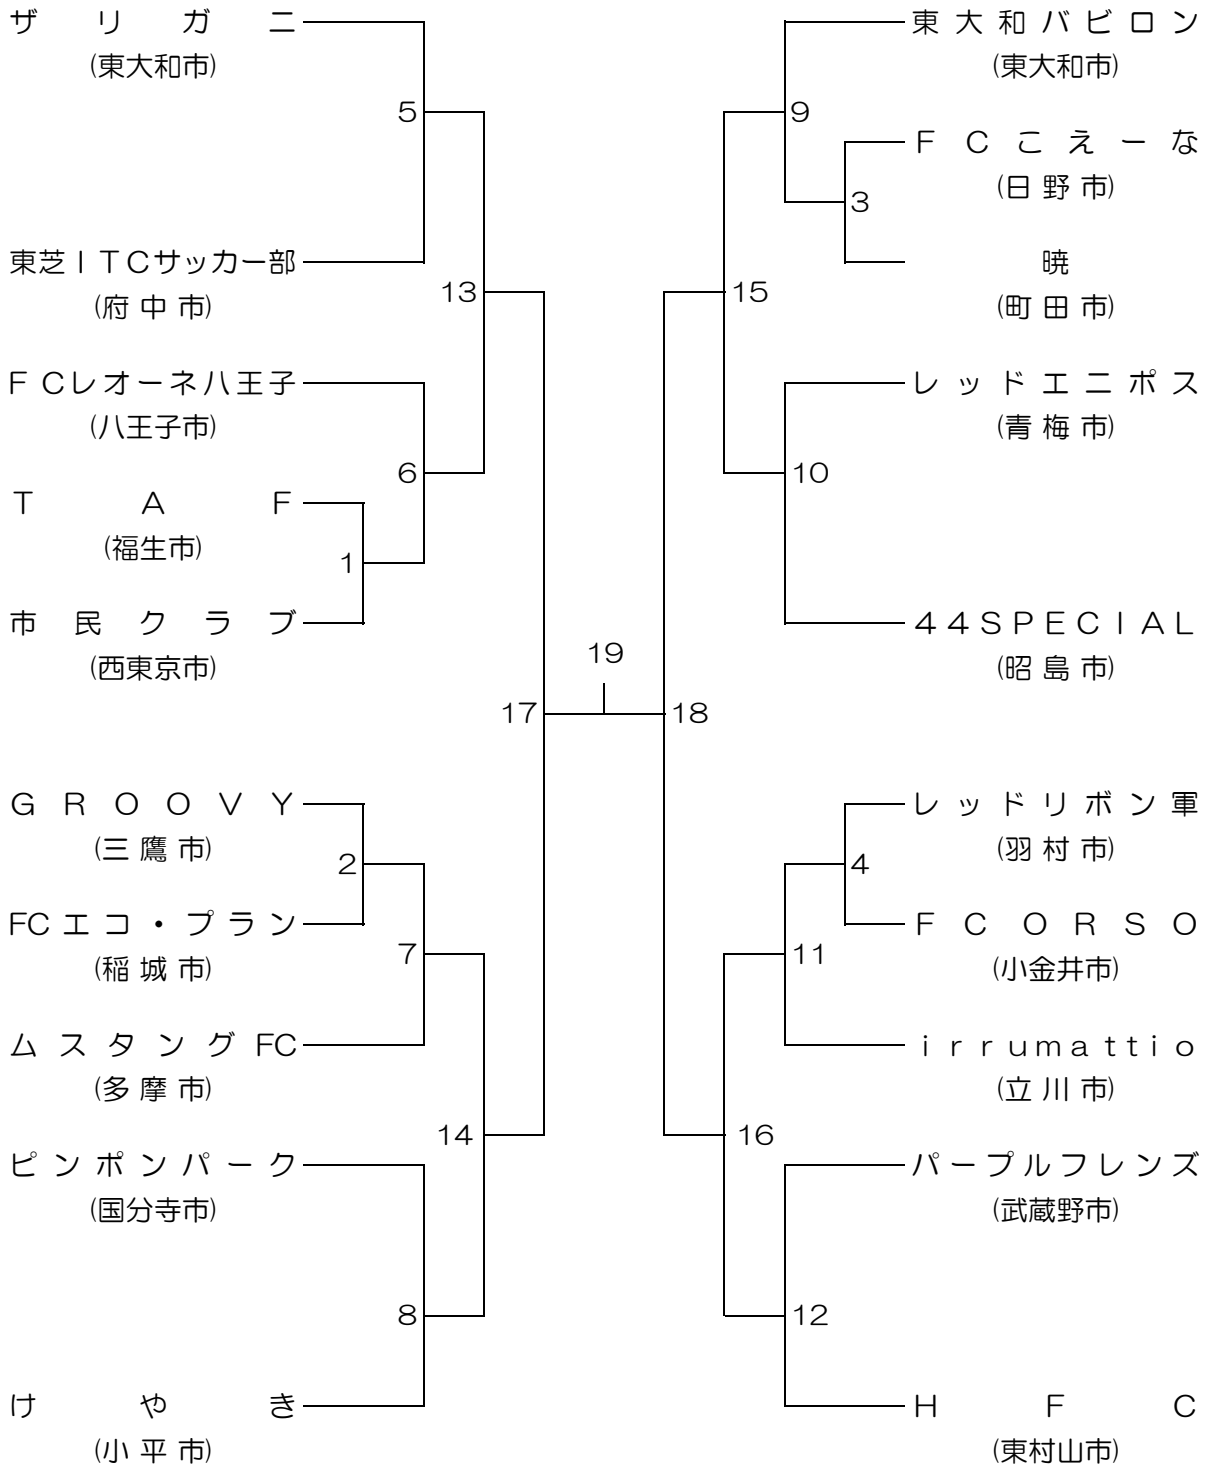 ザリガニ
(東大和市)
5
東芝ITCサッカー部
(府中市)
13
FCレオーネ八王子
(八王子市)
6
TAF
(福生市)
1
市民クラブ
(西東京市)
17
GROOVY
(三鷹市)
2
FCエコ・プラン
(稲城市)
7
ムスタングFC
(多摩市)
14
ピンポンパーク
(国分寺市)
8
けやき
(小平市)
19
東大和バビロン
(東大和市)
9
FCこえーな
(日野市)
3
暁
(町田市)
15
レッドエニポス
(青梅市)
10
44SPECIAL
(昭島市)
18
レッドリボン軍
(羽村市)
4
FCORSO
(小金井市)
11
irrumattio
(立川市)
16
パープルフレンズ
(武蔵野市)
12
HFC
(東村山市)